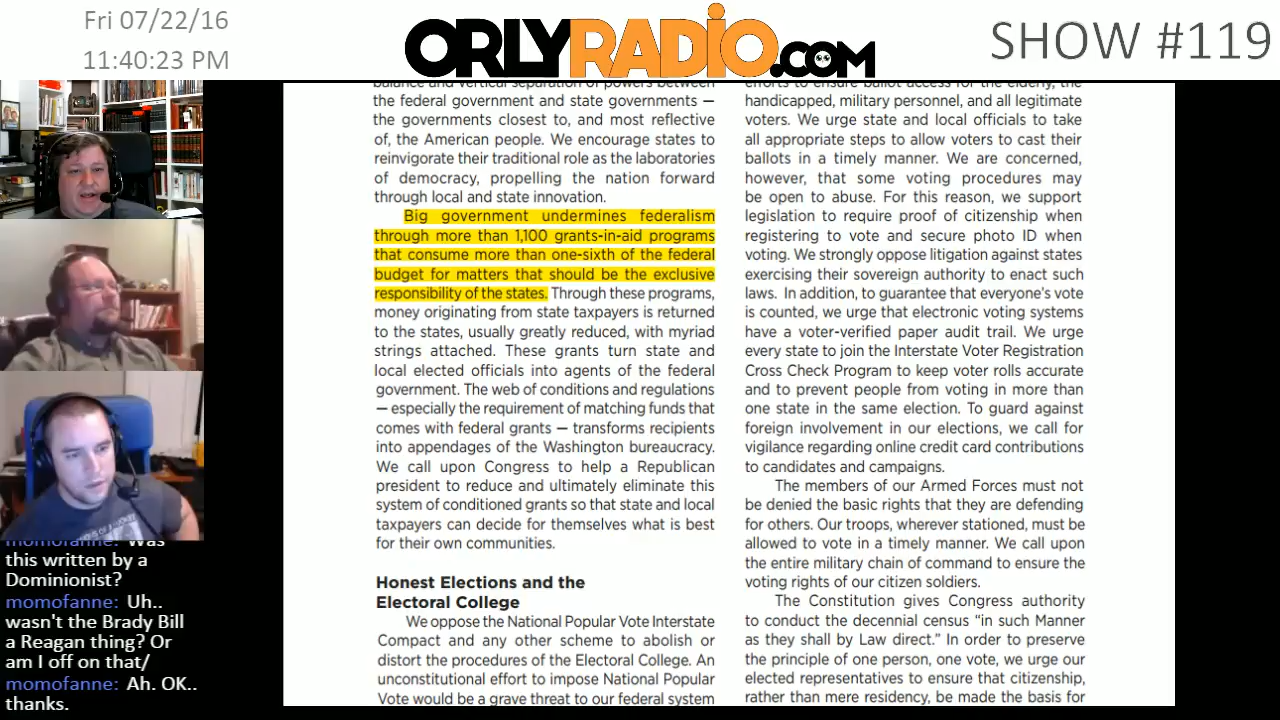 Fri 07/22/16
11:40:23 PM
ORLYRADIO.COM
SHOW #119
balance and vertical separation of powers between
the federal government and state governments —
the governments closest to, and most reflective
of, the American people. We encourage states to
reinvigorate their traditional role as the laboratories
of democracy, propelling the nation forward
through local and state innovation.
Big government undermines federalism
through more than 1,100 grants-in-aid programs
that consume more than one-sixth of the federal
budget for matters that should be the exclusive
responsibility of the states. Through these programs,
money originating from state taxpayers is returned
to the states, usually greatly reduced, with myriad
strings attached. These grants turn state and
local elected officials into agents of the federal
government. The web of conditions and regulations
— especially the requirement of matching funds that
comes with federal grants — transforms recipients
into appendages of the Washington bureaucracy.
We call upon Congress to help a Republican
president to reduce and ultimately eliminate this
system of conditioned grants so that state and local
taxpayers can decide for themselves what is best
for their own communities.
Honest Elections and the
Electoral College
We oppose the National Popular Vote Interstate
Compact and any other scheme to abolish or
distort the procedures of the Electoral College. An
unconstitutional effort to impose National Popular
Vote would be a grave threat to our federal system
efforts to ensure ballot access for the elderly, the
handicapped, military personnel, and all legitimate
voters. We urge state and local officials to take
all appropriate steps to allow voters to cast their
ballots in a timely manner. We are concerned,
however, that some voting procedures may
be open to abuse. For this reason, we support
legislation to require proof of citizenship when
registering to vote and secure photo ID when
voting. We strongly oppose litigation against states
exercising their sovereign authority to enact such
laws. In addition, to guarantee that everyone's vote
is counted, we urge that electronic voting systems
have a voter-verified paper audit trail. We urge
every state to join the Interstate Voter Registration
Cross Check Program to keep voter rolls accurate
and to prevent people from voting in more than
one state in the same election. To guard against
foreign involvement in our elections, we call for
vigilance regarding online credit card contributions
to candidates and campaigns.
The members of our Armed Forces must not
be denied the basic rights that they are defending
for others. Our troops, wherever stationed, must be
allowed to vote in a timely manner. We call upon
the entire military chain of command to ensure the
voting rights of our citizen soldiers.
The Constitution gives Congress authority
to conduct the decennial census “in such Manner
as they shall by Law direct.” In order to preserve
the principle of one person, one vote, we urge our
elected representatives to ensure that citizenship,
rather than mere residency, be made the basis for
momofanne: Was
this written by a
Dominionist?
momofanne: Uh..
wasn't the Brady Bill
a Reagan thing? Or
am I off on that/
momofanne: Ah. OK..
thanks.